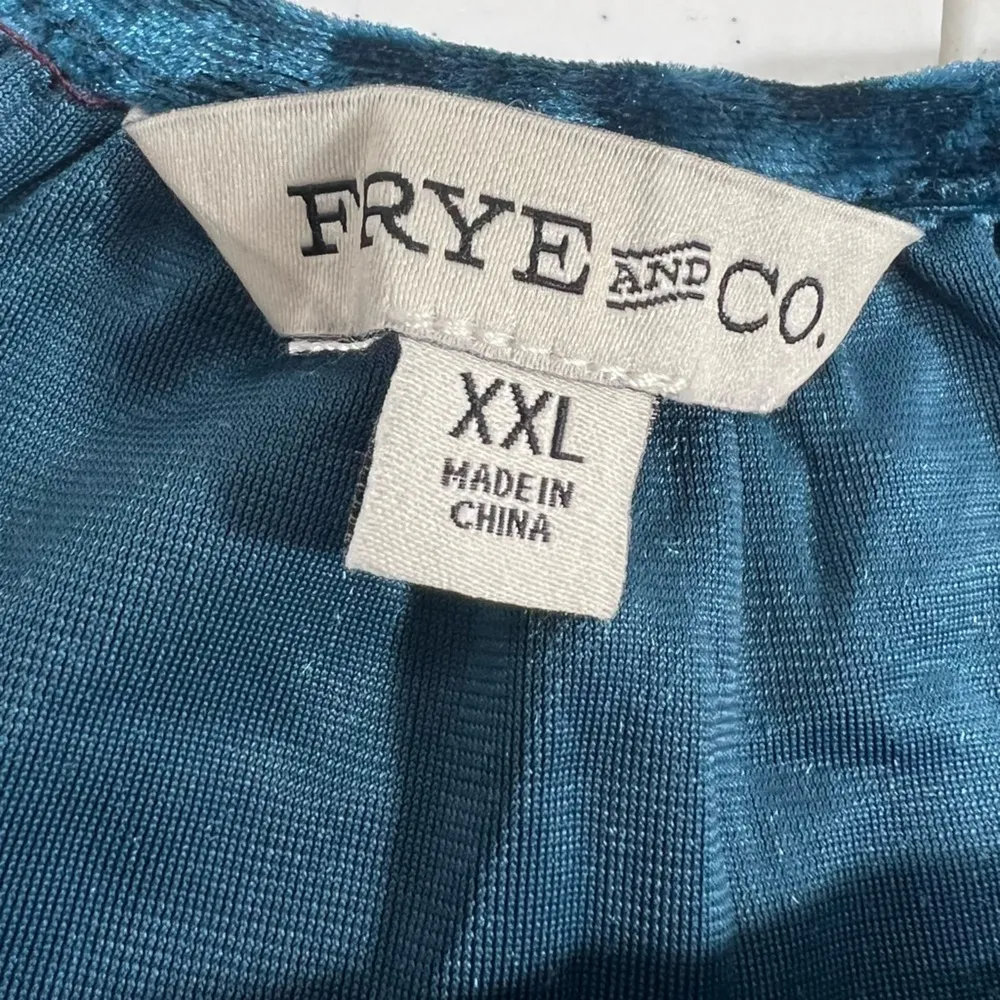 FRYE AND CO.
XXL
MADE IN
CHINA